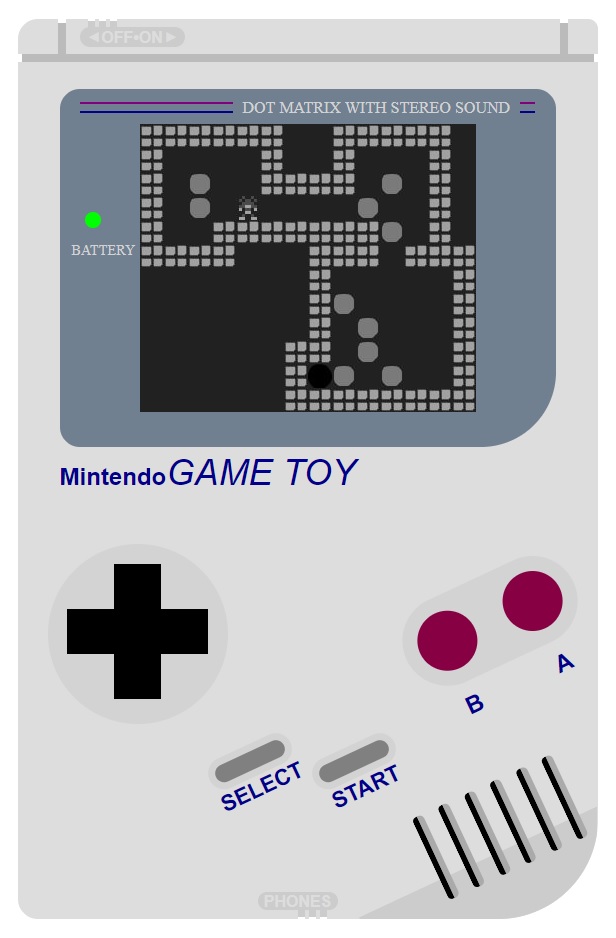 ◄OFF•ON►
DOT MATRIX WITH STEREO SOUND
BATTERY
Mintendo GAME TOY
A
B
SELECT
START
PHONES